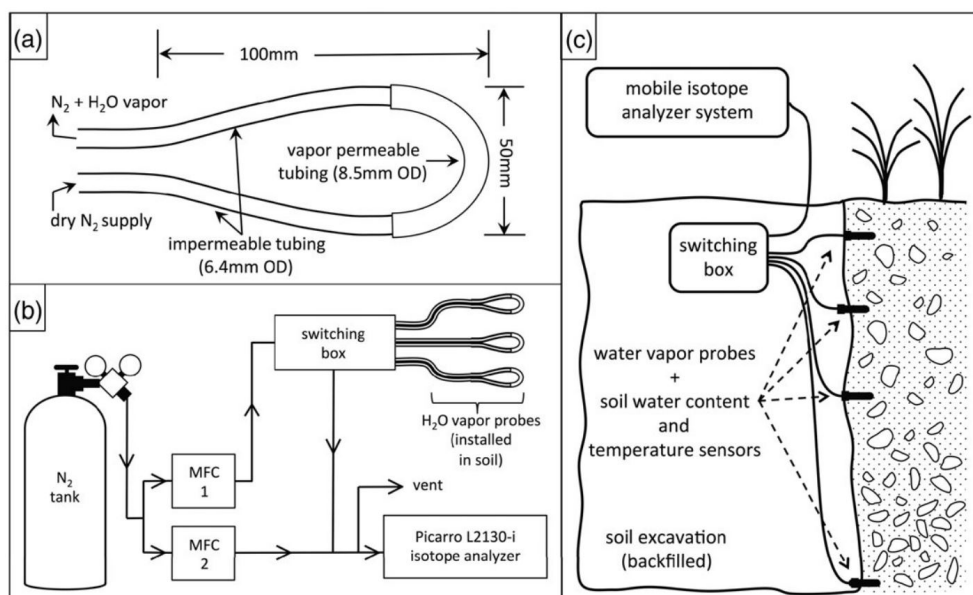 (a)
100mm
N₂ + H₂O vapor
vapor permeable
tubing (8.5mm OD)
50mm
dry N₂ supply
impermeable tubing
(6.4mm OD)
(b)
switching
box
H₂O vapor probes
(installed
in soil)
N₂
tank
MFC
1
vent
MFC
2
Picarro L2130-i
isotope analyzer
(c)
mobile isotope
analyzer system
switching
box
water vapor probes
+
soil water content
and
temperature sensors
soil excavation
(backfilled)